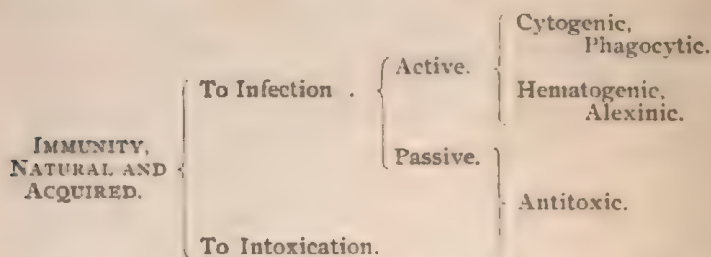 Cytogenic,
Phagocytic.
Active.
To Infection .
Hematogenic,
Alexinic.
IMMUNITY,
NATURAL AND
ACQUIRED.
Passive.
Antitoxic.
To Intoxication.